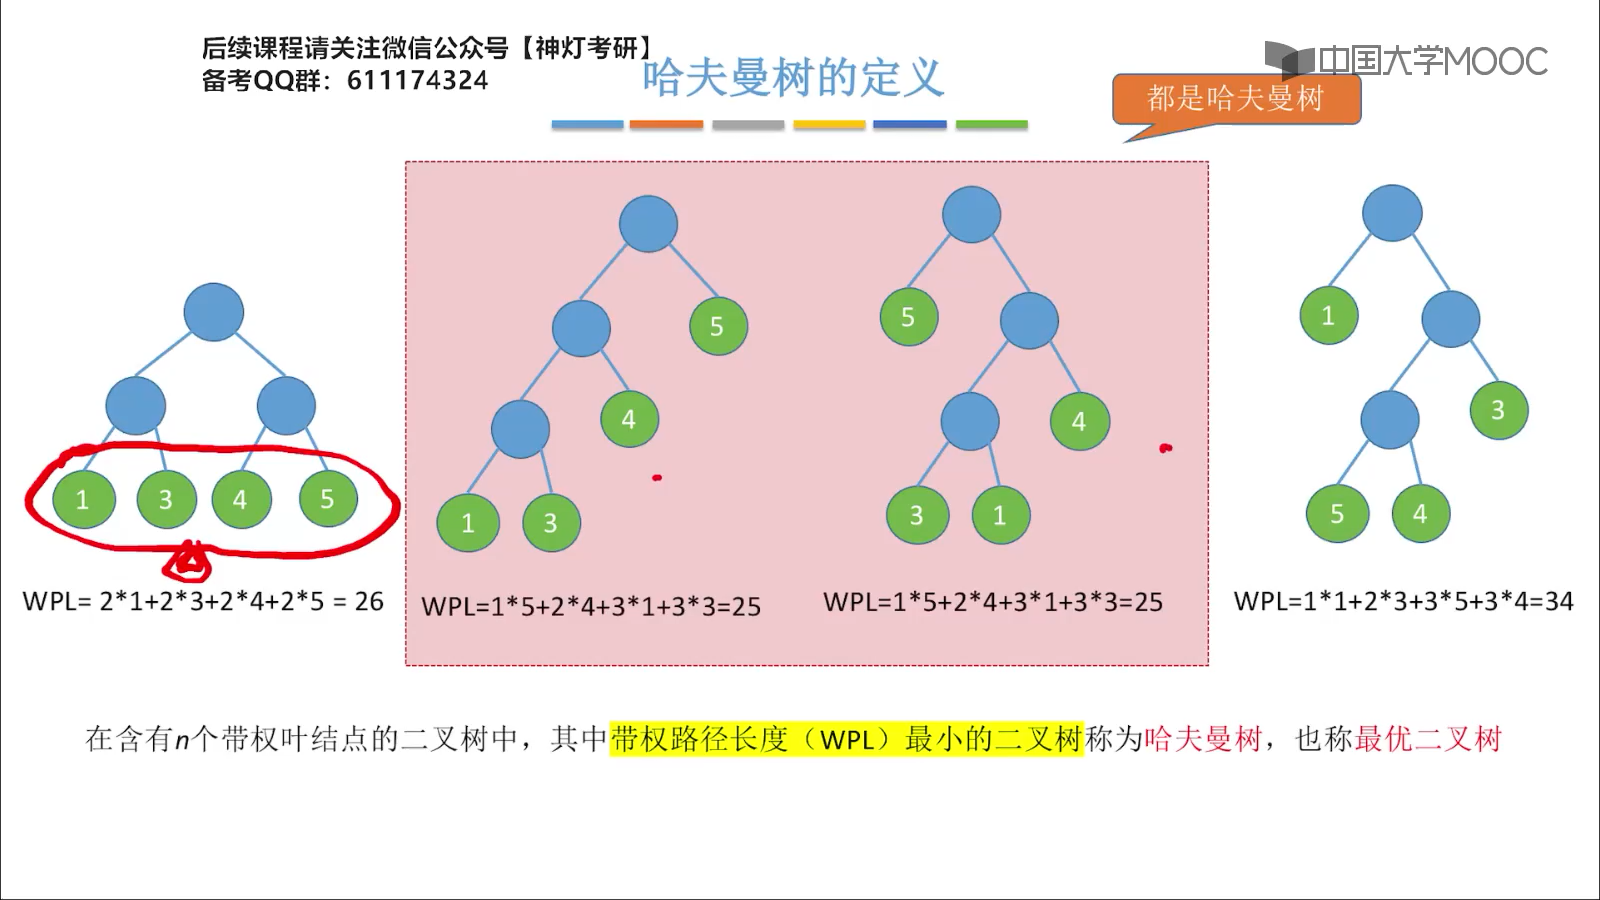 后续课程请关注微信公众号【神灯考研】
备考QQ群：611174324
中国大学MOOC
哈夫曼树的定义
都是哈夫曼树
1 3 4 5
WPL= 2*1+2*3+2*4+2*5 = 26
5
4
1 3
WPL=1*5+2*4+3*1+3*3=25
5
4
3 1
WPL=1*5+2*4+3*1+3*3=25
1
3
5 4
WPL=1*1+2*3+3*5+3*4=34
在含有n个带权叶结点的二叉树中，其中带权路径长度（WPL）最小的二叉树称为哈夫曼树，也称最优二叉树